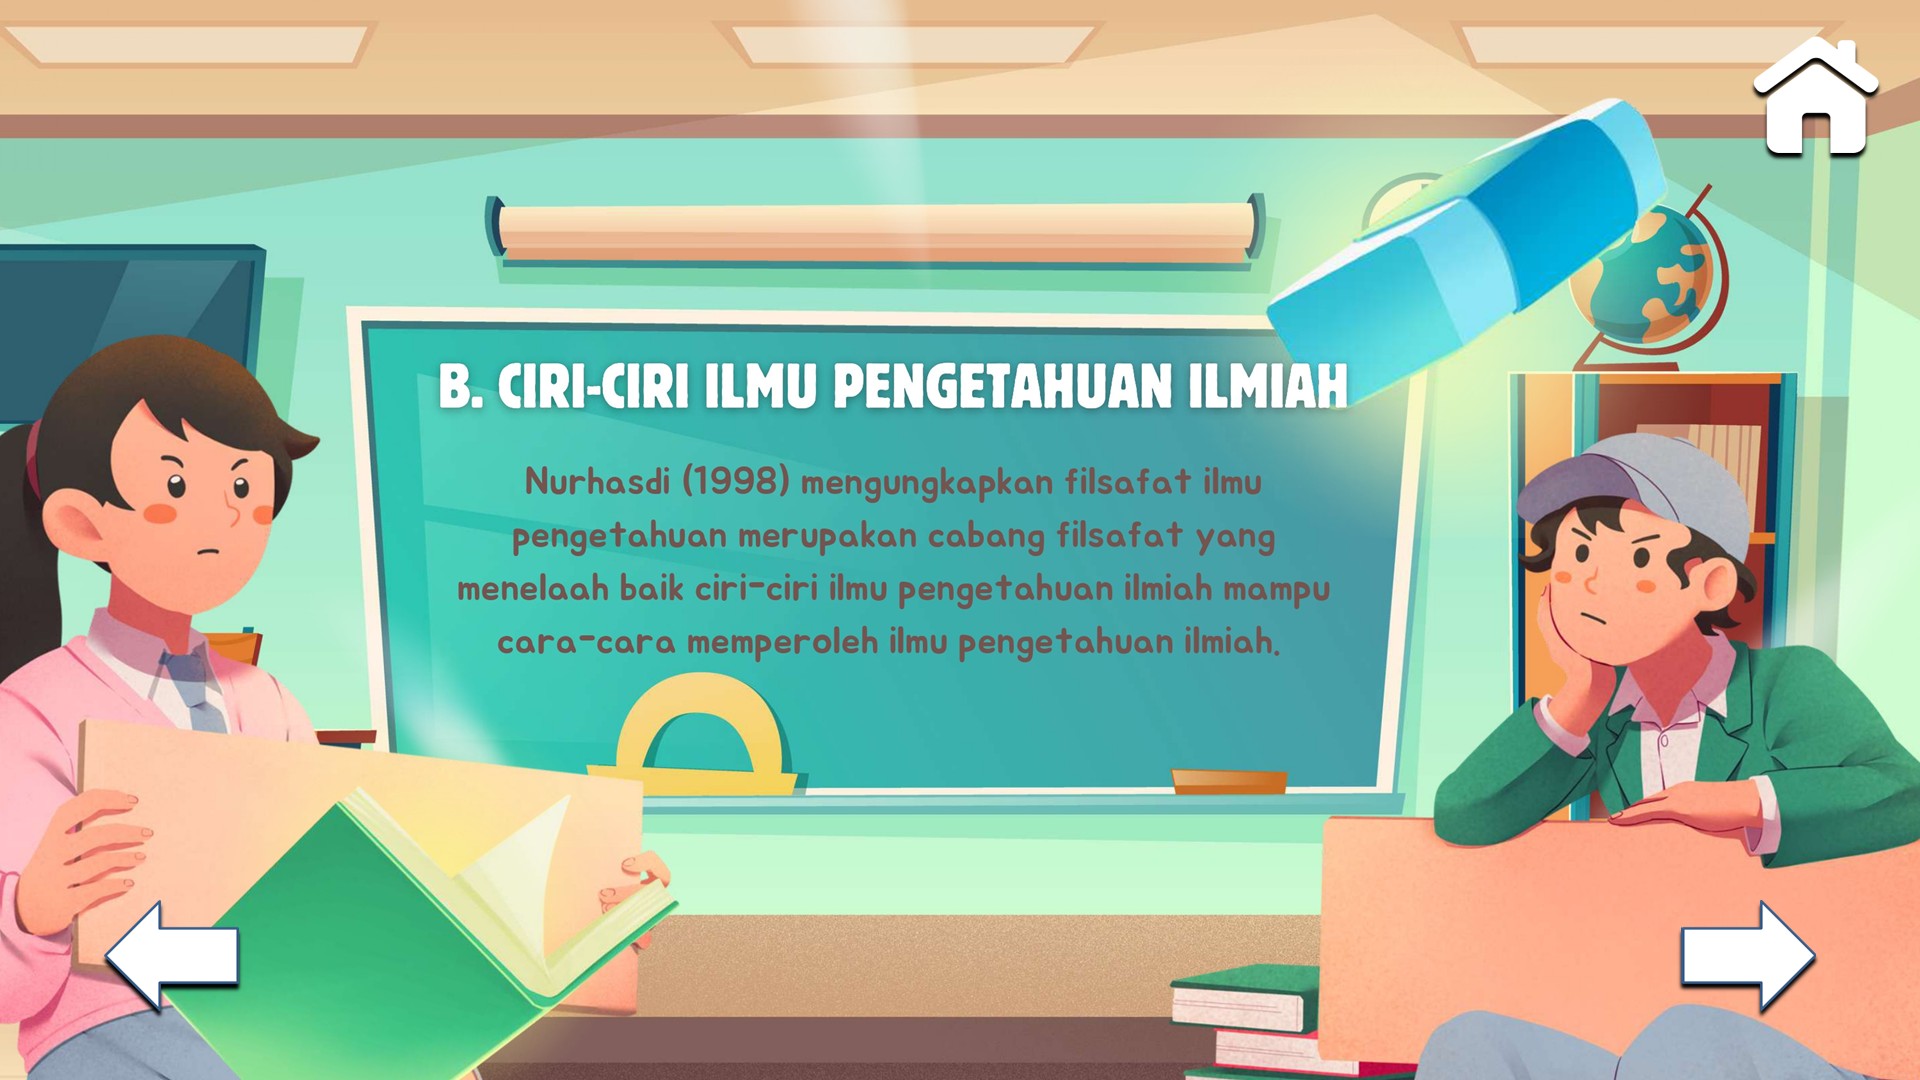 B. CIRI-CIRI ILMU PENGETAHUAN ILMIAH
Nurhasdi (1998) mengungkapkan filsafat ilmu
pengetahuan merupakan cabang filsafat yang
menelaah baik ciri-ciri ilmu pengetahuan ilmiah mampu
cara-cara memperoleh ilmu pengetahuan ilmiah.